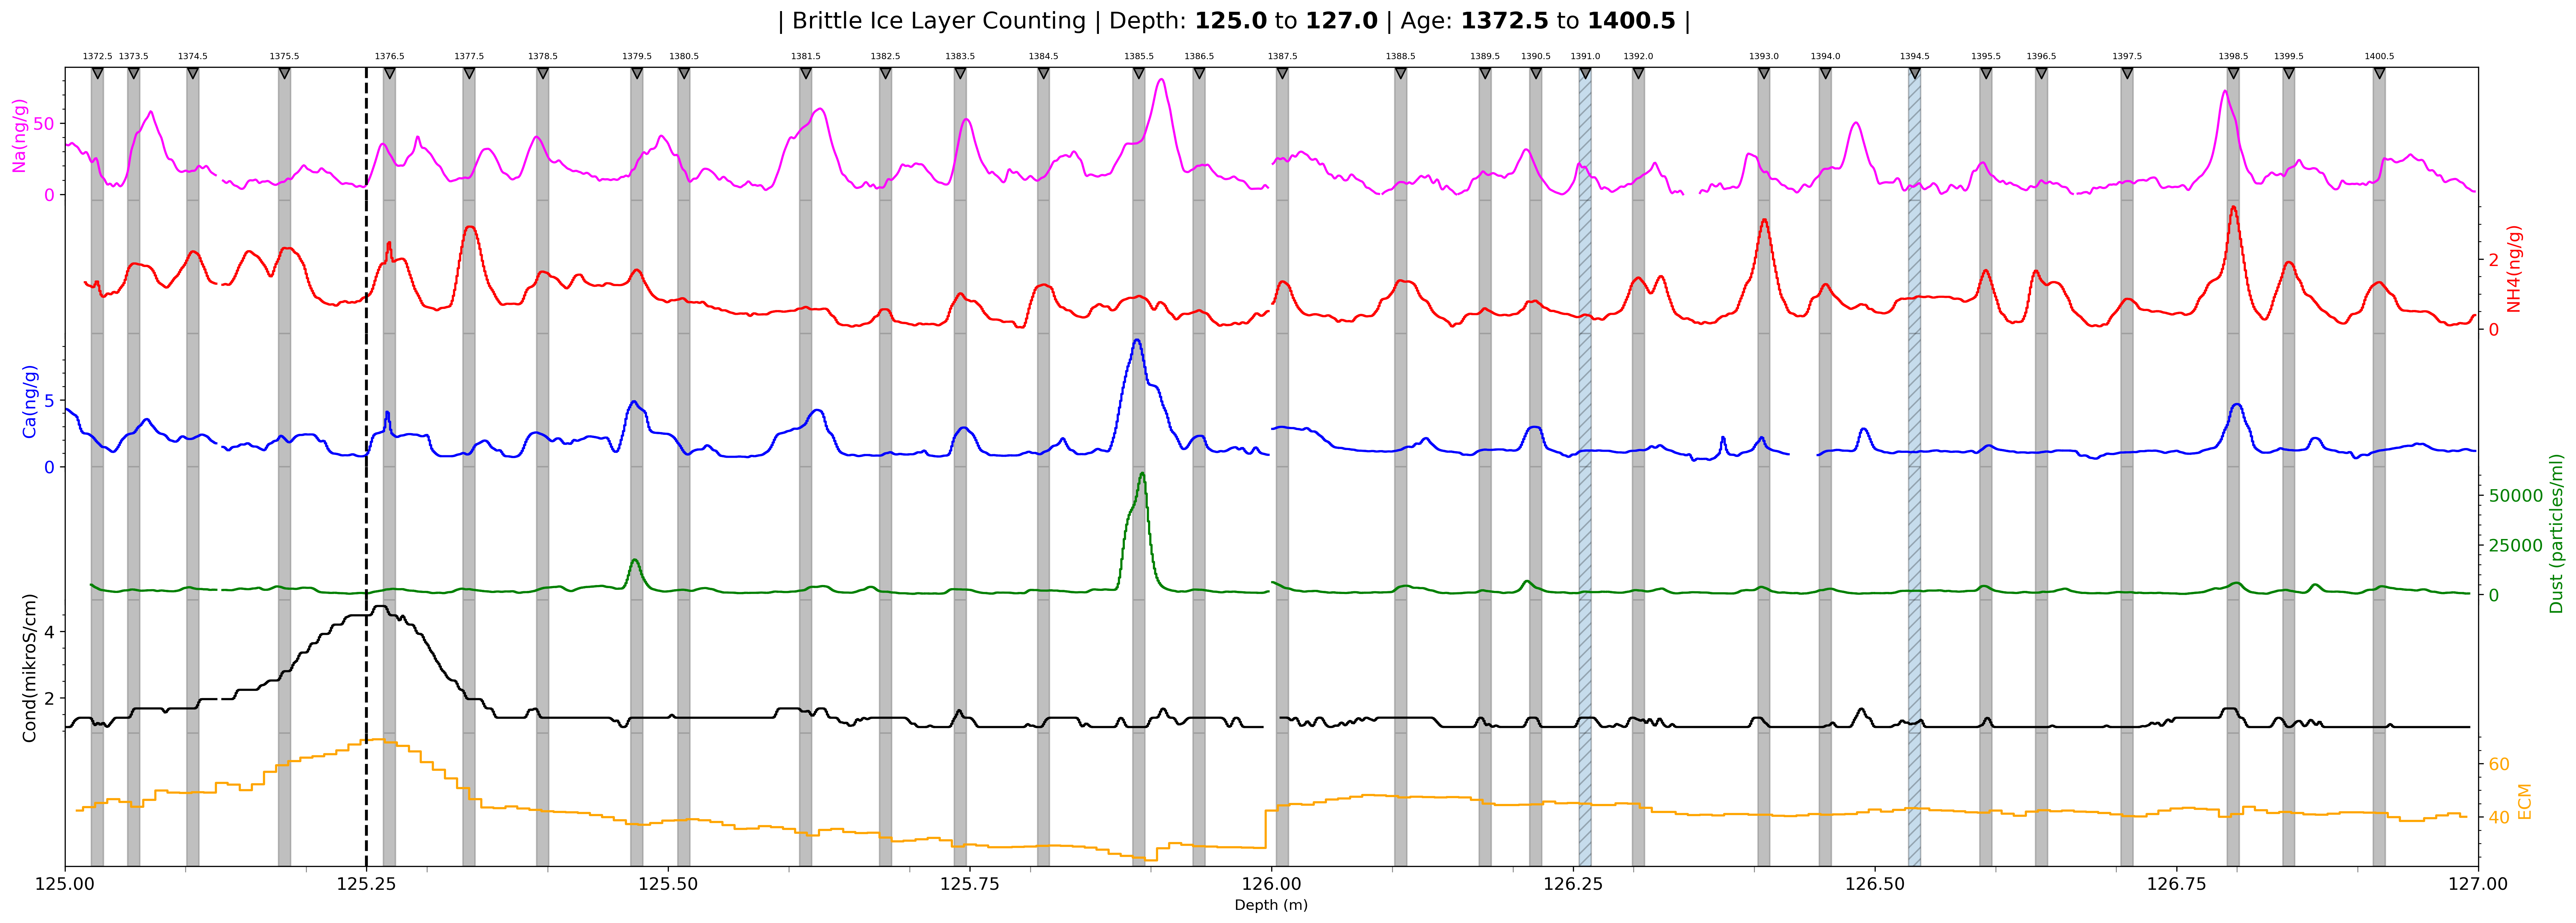 | Brittle Ice Layer Counting | Depth: 125.0 to 127.0 | Age: 1372.5 to 1400.5 |
1372.5 1373.5 1374.5 1375.5 1376.5 1377.5 1378.5 1379.5 1380.5 1381.5 1382.5 1383.5 1384.5 1385.5 1386.5 1387.5 1388.5 1389.5 1390.5 1391.0 1392.0 1393.0 1394.0 1394.5 1395.5 1396.5 1397.5 1398.5 1399.5 1400.5
Na(ng/g)
50
0
NH4(ng/g)
2
0
Ca(ng/g)
5
0
Dust (particles/ml)
50000
25000
0
Cond(mikroS/cm)
4
2
ECM
60
40
125.00 125.25 125.50 125.75 126.00 126.25 126.50 126.75 127.00
Depth (m)